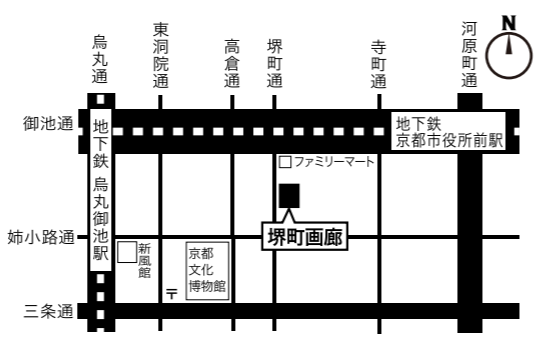 烏丸通
東洞院通
高倉通
堺町通
寺町通
河原町通
N
御池通
地下鉄 烏丸御池駅
地下鉄
京都市役所前駅
ファミリーマート
堺町画廊
姉小路通
新風館
京都
文化
博物館
〒
三条通